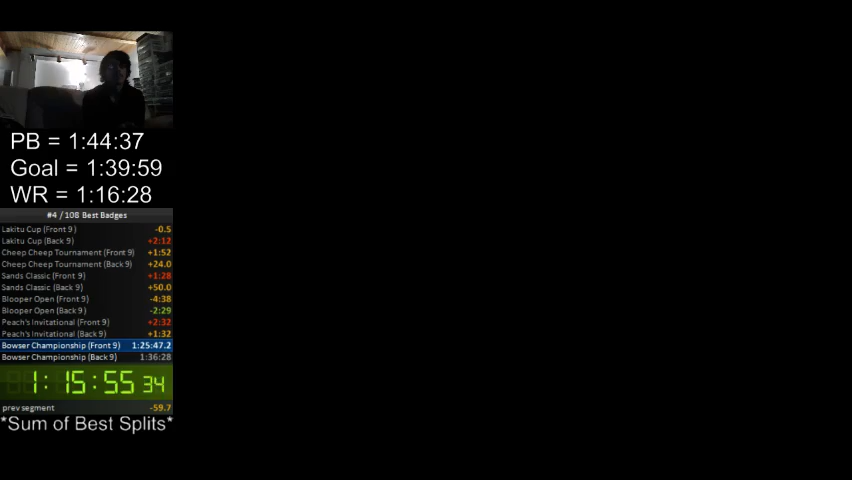 PB = 1:44:37
Goal = 1:39:59
WR = 1:16:28
#4 / 108 Best Badges
Lakitu Cup (Front 9) -0.5
Lakitu Cup (Back 9) +2:12
Cheep Cheep Tournament (Front 9) +1:52
Cheep Cheep Tournament (Back 9) +24.0
Sands Classic (Front 9) +1:28
Sands Classic (Back 9) +50.0
Blooper Open (Front 9) -4:38
Blooper Open (Back 9) -2:29
Peach's Invitational (Front 9) +2:32
Peach's Invitational (Back 9) +1:32
Bowser Championship (Front 9) 1:25:47.2
Bowser Championship (Back 9) 1:36:28
1:15:55 34
prev segment -59.7
*Sum of Best Splits*